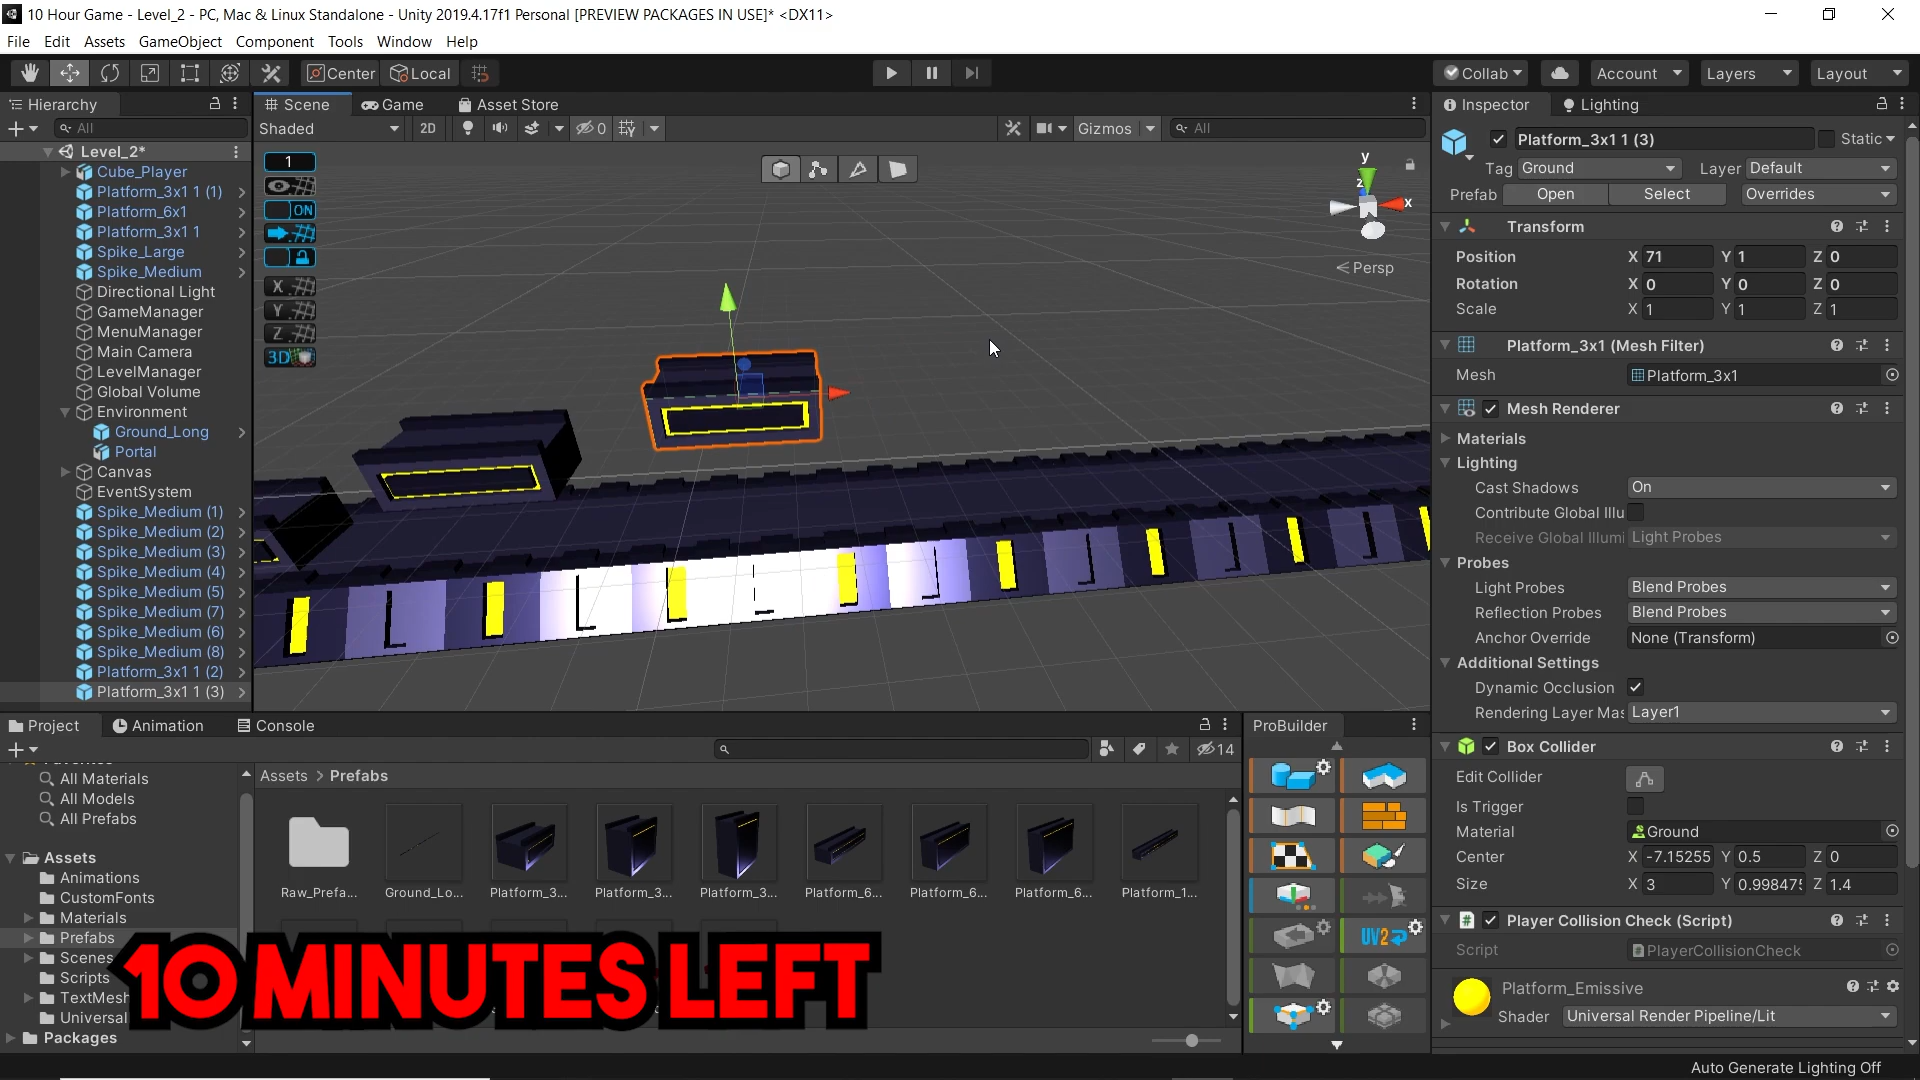 10 Hour Game - Level_2 - PC, Mac & Linux Standalone - Unity 2019.4.17f1 Personal [PREVIEW PACKAGES IN USE]* <DX11>
File Edit Assets GameObject Component Tools Window Help
Center Local Collab Account Layers Layout
Hierarchy
All
Level_2*
Cube_Player
Platform_3x1 1 (1)
Platform_6x1
Platform_3x1 1
Spike_Large
Spike_Medium
Directional Light
GameManager
MenuManager
Main Camera
LevelManager
Global Volume
Environment
Ground_Long
Portal
Canvas
EventSystem
Spike_Medium (1)
Spike_Medium (2)
Spike_Medium (3)
Spike_Medium (4)
Spike_Medium (5)
Spike_Medium (7)
Spike_Medium (6)
Spike_Medium (8)
Platform_3x1 1 (2)
Platform_3x1 1 (3)
Scene Game Asset Store
Shaded 2D 0 Gizmos All
1
ON
X
Y
Z
3D
y
z
x
Persp
Inspector Lighting
Platform_3x1 1 (3) Static
Tag Ground Layer Default
Prefab Open Select Overrides
Transform
Position X 71 Y 1 Z 0
Rotation X 0 Y 0 Z 0
Scale X 1 Y 1 Z 1
Platform_3x1 (Mesh Filter)
Mesh Platform_3x1
Mesh Renderer
Materials
Lighting
Cast Shadows On
Contribute Global Illu
Receive Global Illumi Light Probes
Probes
Light Probes Blend Probes
Reflection Probes Blend Probes
Anchor Override None (Transform)
Additional Settings
Dynamic Occlusion
Rendering Layer Mas Layer1
Box Collider
Edit Collider
Is Trigger
Material Ground
Center X -7.15255 Y 0.5 Z 0
Size X 3 Y 0.998475 Z 1.4
Player Collision Check (Script)
Script PlayerCollisionCheck
Platform_Emissive
Shader Universal Render Pipeline/Lit
Project Animation Console
14
All Materials
All Models
All Prefabs
Assets
Animations
CustomFonts
Materials
Prefabs
Scenes
Scripts
TextMesh
Universal
Packages
Assets > Prefabs
Raw_Prefa... Ground_Lo... Platform_3... Platform_3... Platform_3... Platform_6... Platform_6... Platform_6... Platform_1...
ProBuilder
UV2
10 MINUTES LEFT
Auto Generate Lighting Off